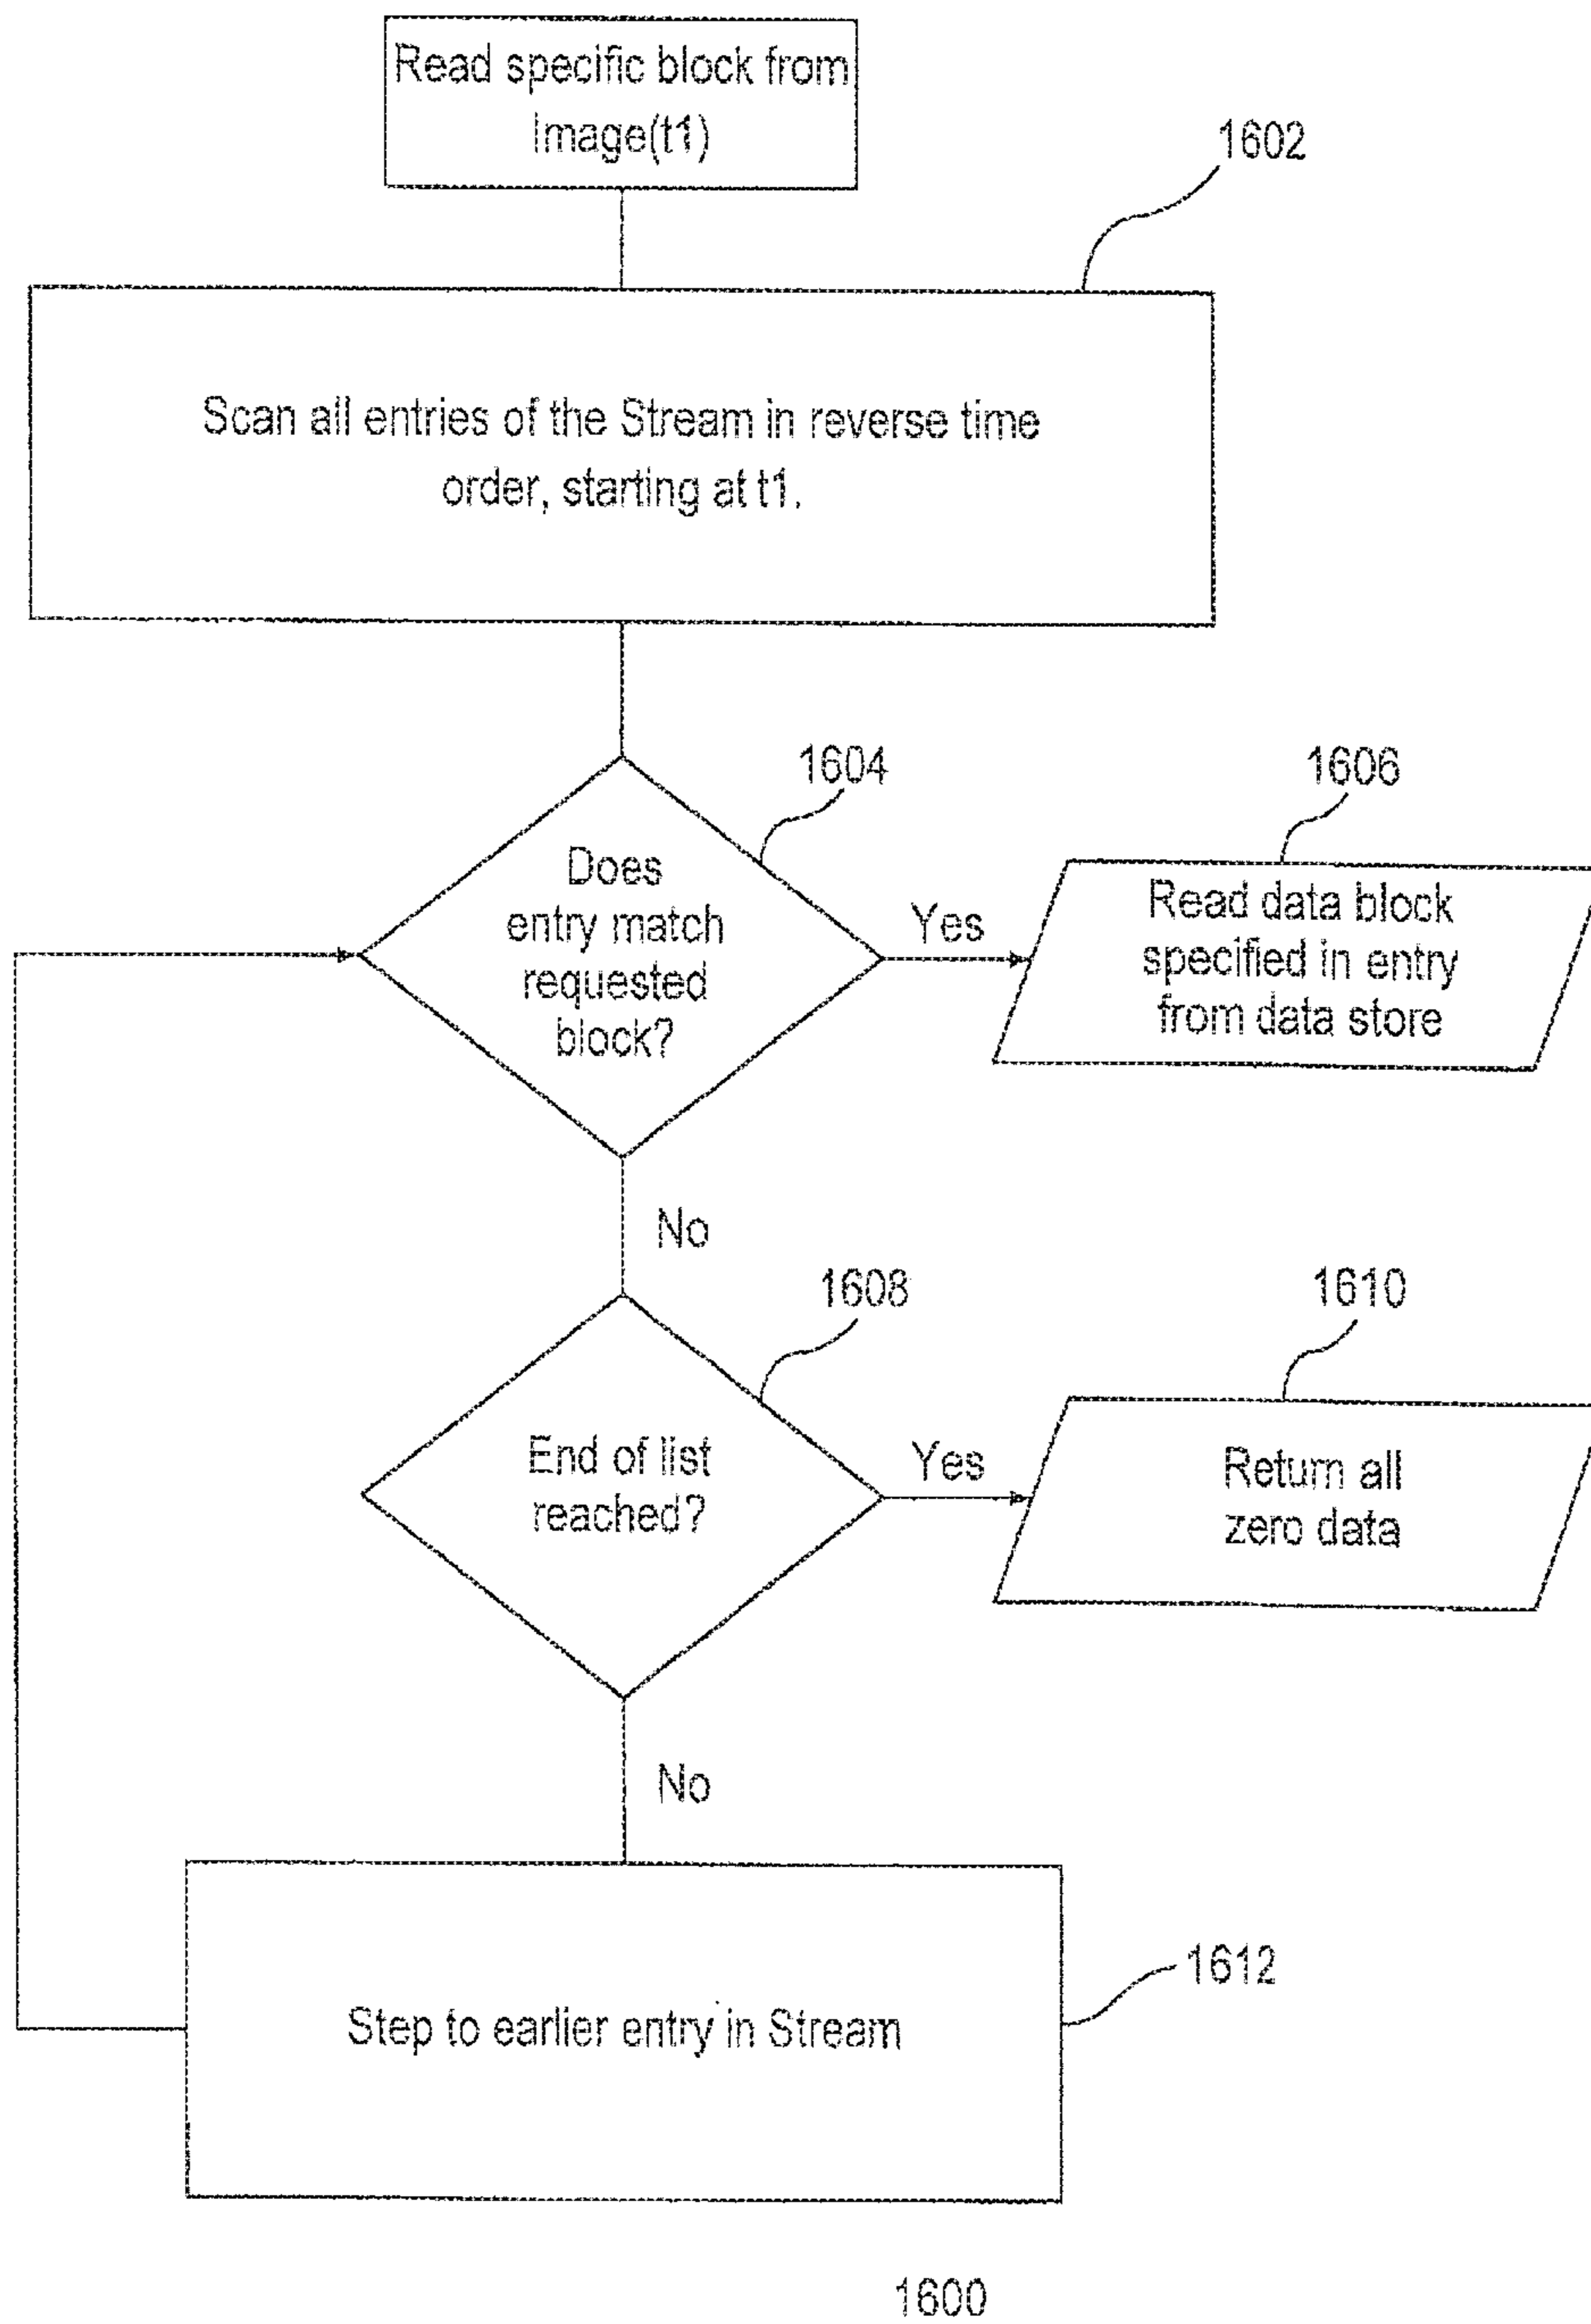 Read specific block from
Image(t1)
1602
Scan all entries of the Stream in reverse time
order, starting at t1.
1604
1606
Does
entry match
requested
block?
Yes
Read data block
specified in entry
from data store
No
1608
1610
End of list
reached?
Yes
Return all
zero data
No
1612
Step to earlier entry in Stream
1600